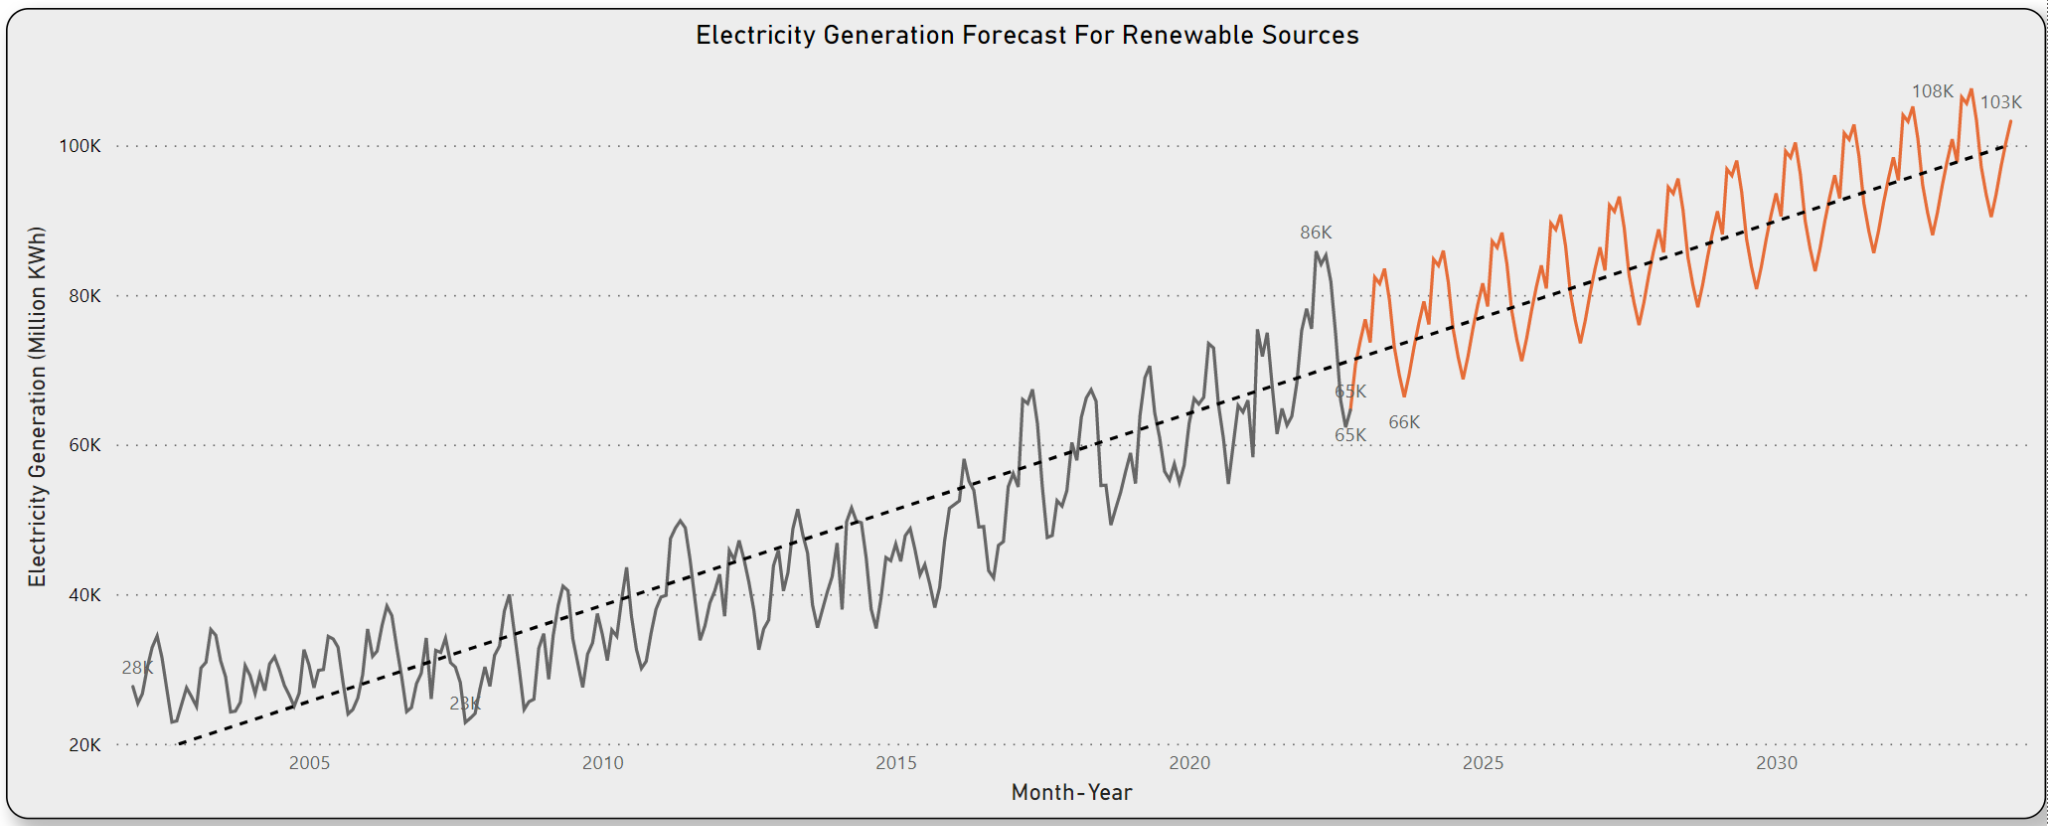 Electricity Generation Forecast For Renewable Sources
108K
103K
100K
86K
80K
65K
66K
65K
60K
40K
28K
23K
20K
Electricity Generation (Million KWh)
2005 2010 2015 2020 2025 2030
Month-Year